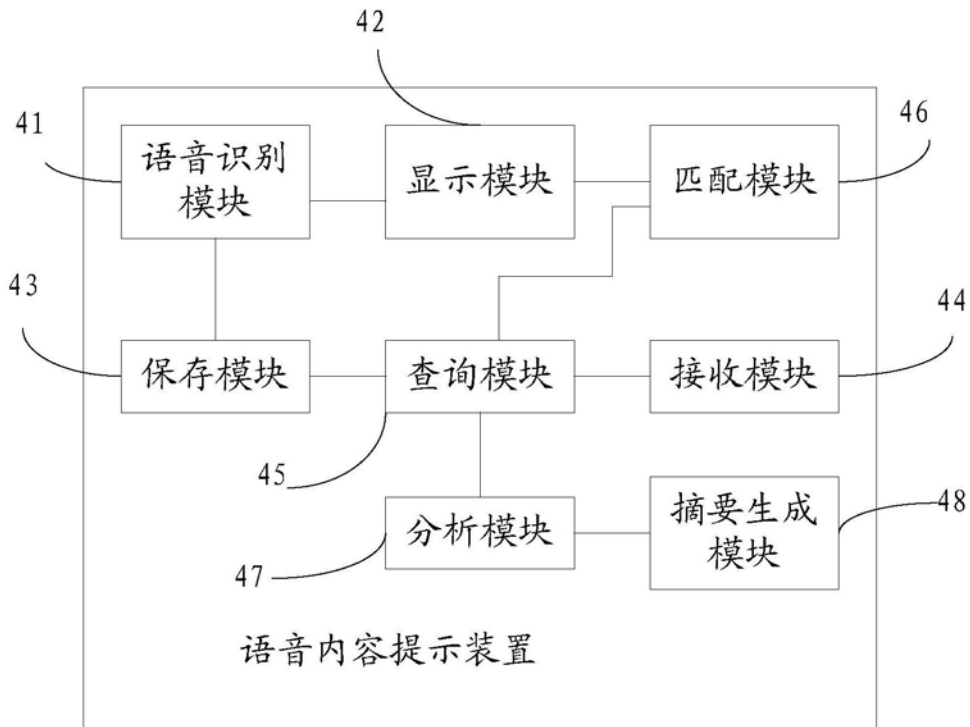 42
41
46
语音识别
模块
显示模块
匹配模块
43
44
保存模块
查询模块
接收模块
45
摘要生成
模块
48
分析模块
47
语音内容提示装置